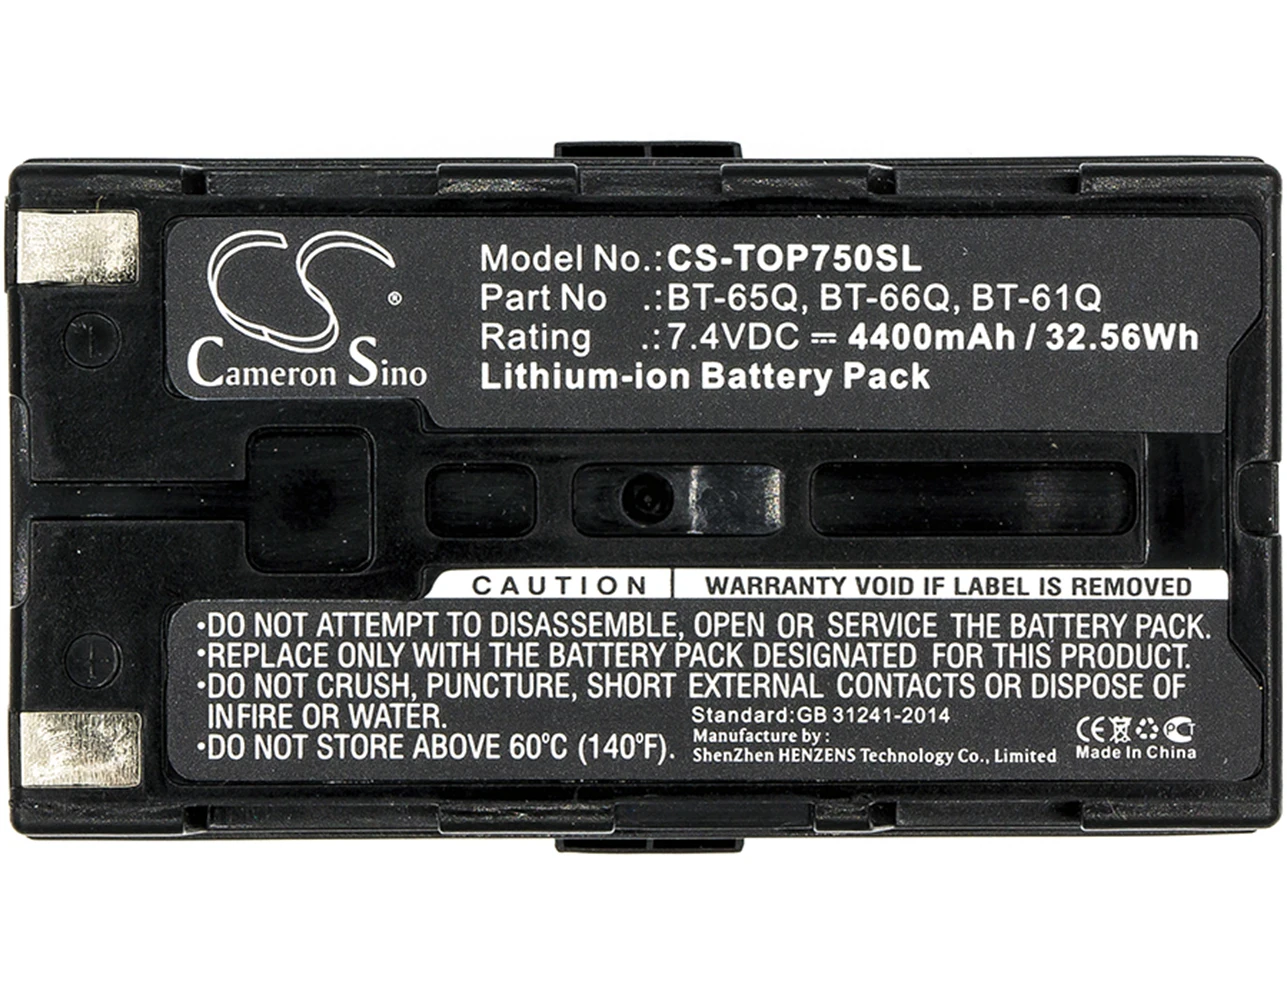 CS ®
Cameron Sino
Model No.: CS-TOP750SL
Part No .: BT-65Q, BT-66Q, BT-61Q
Rating .: 7.4VDC ⎓ 4400mAh / 32.56Wh
Lithium-ion Battery Pack
CAUTION | WARRANTY VOID IF LABEL IS REMOVED
•DO NOT ATTEMPT TO DISASSEMBLE, OPEN OR SERVICE THE BATTERY PACK.
•REPLACE ONLY WITH THE BATTERY PACK DESIGNATED FOR THIS PRODUCT.
•DO NOT CRUSH, PUNCTURE, SHORT EXTERNAL CONTACTS OR DISPOSE OF
INFIRE OR WATER.
•DO NOT STORE ABOVE 60°C (140°F).
Standard:GB 31241-2014
Manufacture by :
ShenZhen HENZENS Technology Co., Limited
CE
Made In China